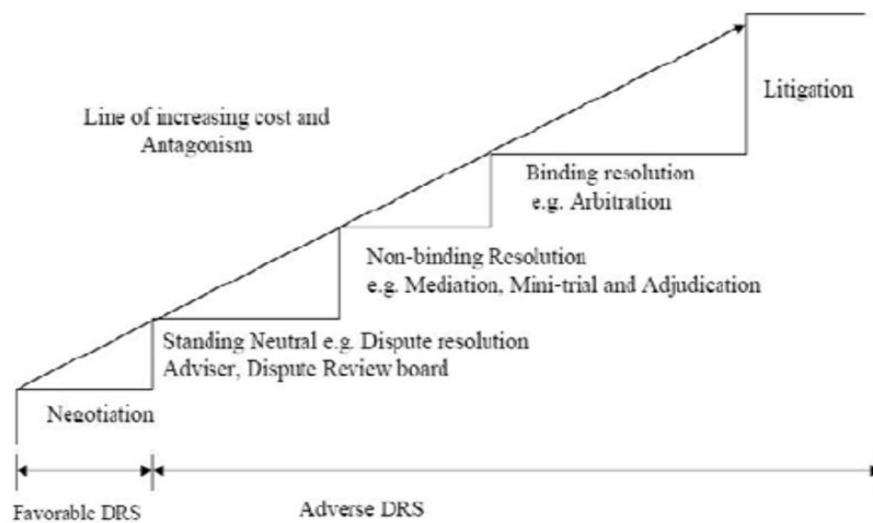 Line of increasing cost and
Antagonism
Litigation
Binding resolution
e.g. Arbitration
Non-binding Resolution
e.g. Mediation, Mini-trial and Adjudication
Standing Neutral e.g. Dispute resolution
Adviser, Dispute Review board
Negotiation
Favorable DRS
Adverse DRS